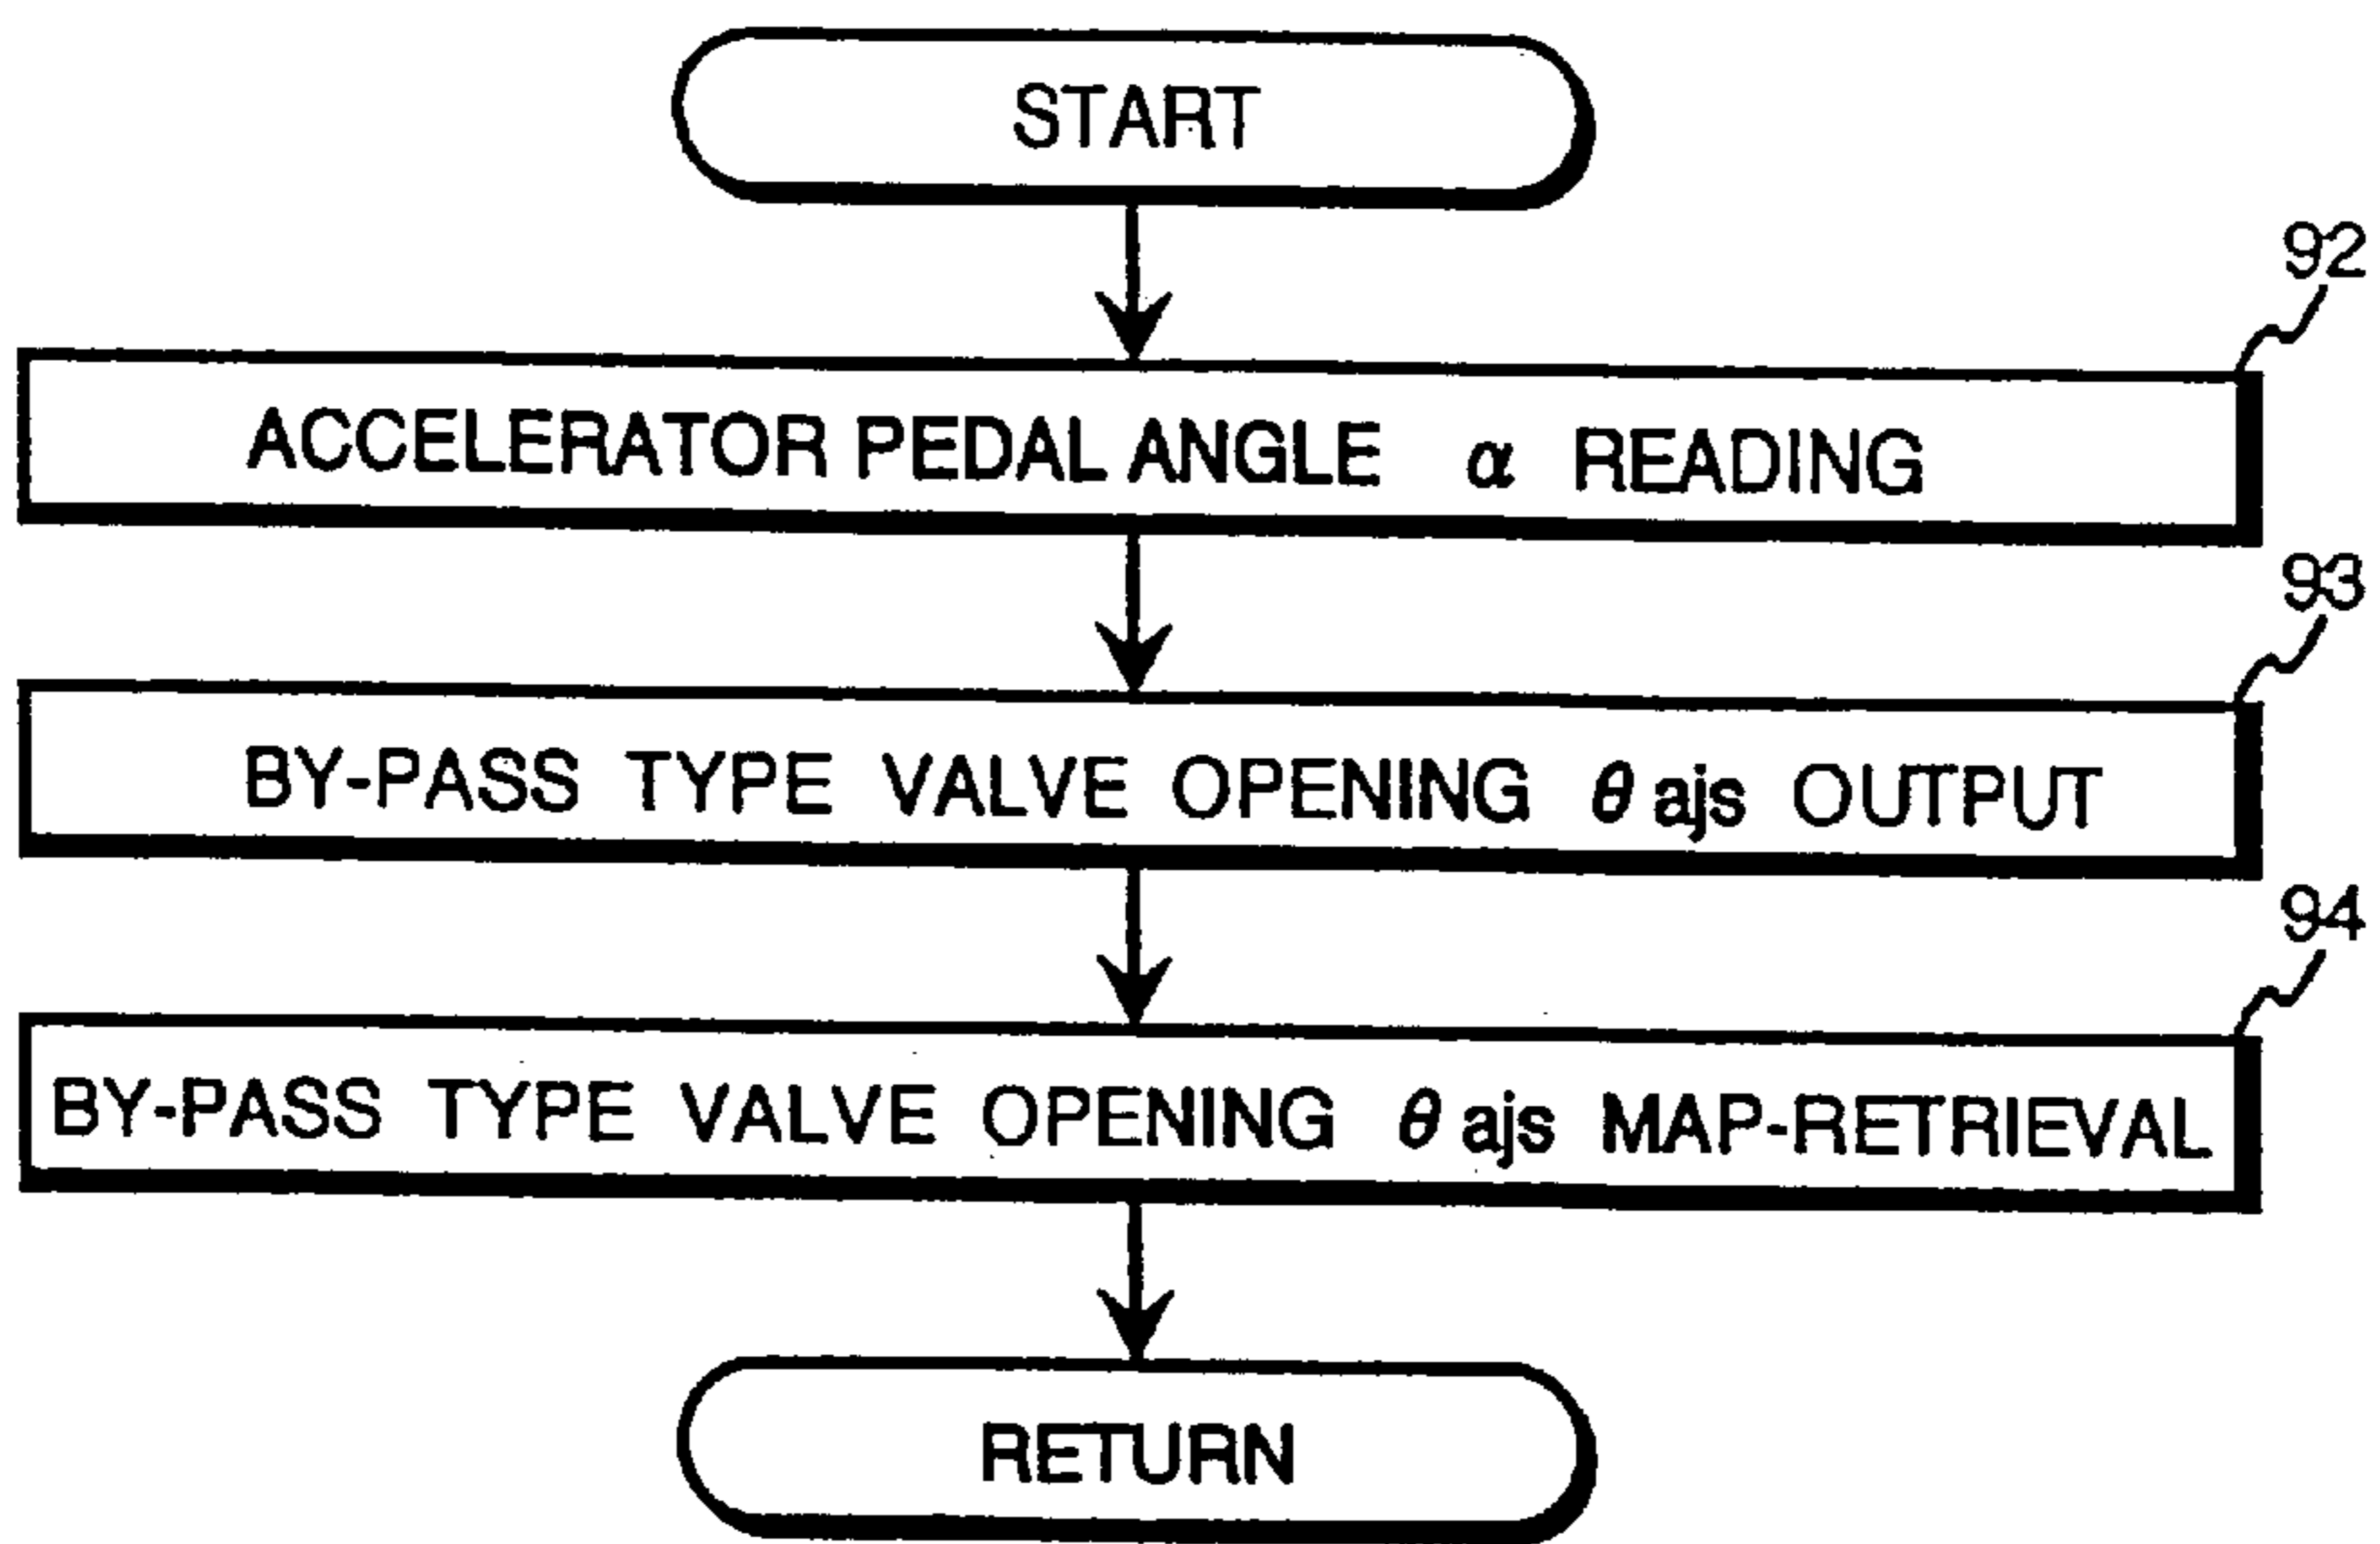 START
92
ACCELERATOR PEDAL ANGLE α READING
93
BY-PASS TYPE VALVE OPENING θ ajs OUTPUT
94
BY-PASS TYPE VALVE OPENING θ ajs MAP-RETRIEVAL
RETURN